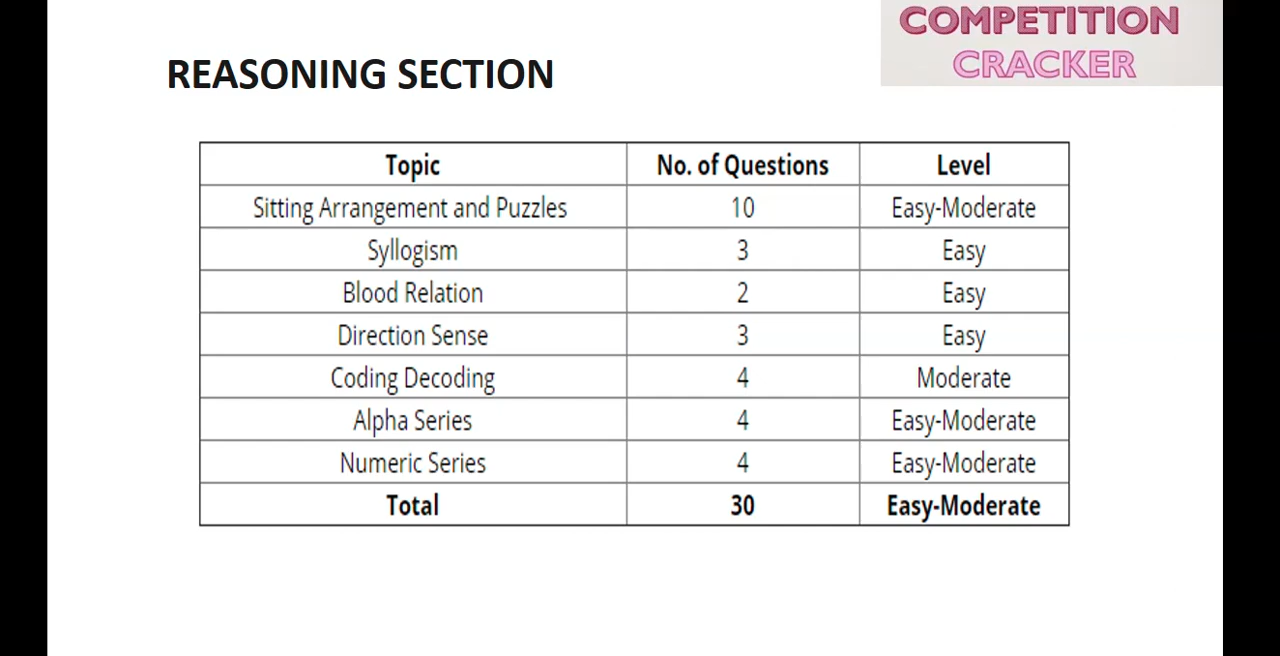 COMPETITION
CRACKER
REASONING SECTION
Topic No. of Questions Level
Sitting Arrangement and Puzzles 10 Easy-Moderate
Syllogism 3 Easy
Blood Relation 2 Easy
Direction Sense 3 Easy
Coding Decoding 4 Moderate
Alpha Series 4 Easy-Moderate
Numeric Series 4 Easy-Moderate
Total 30 Easy-Moderate